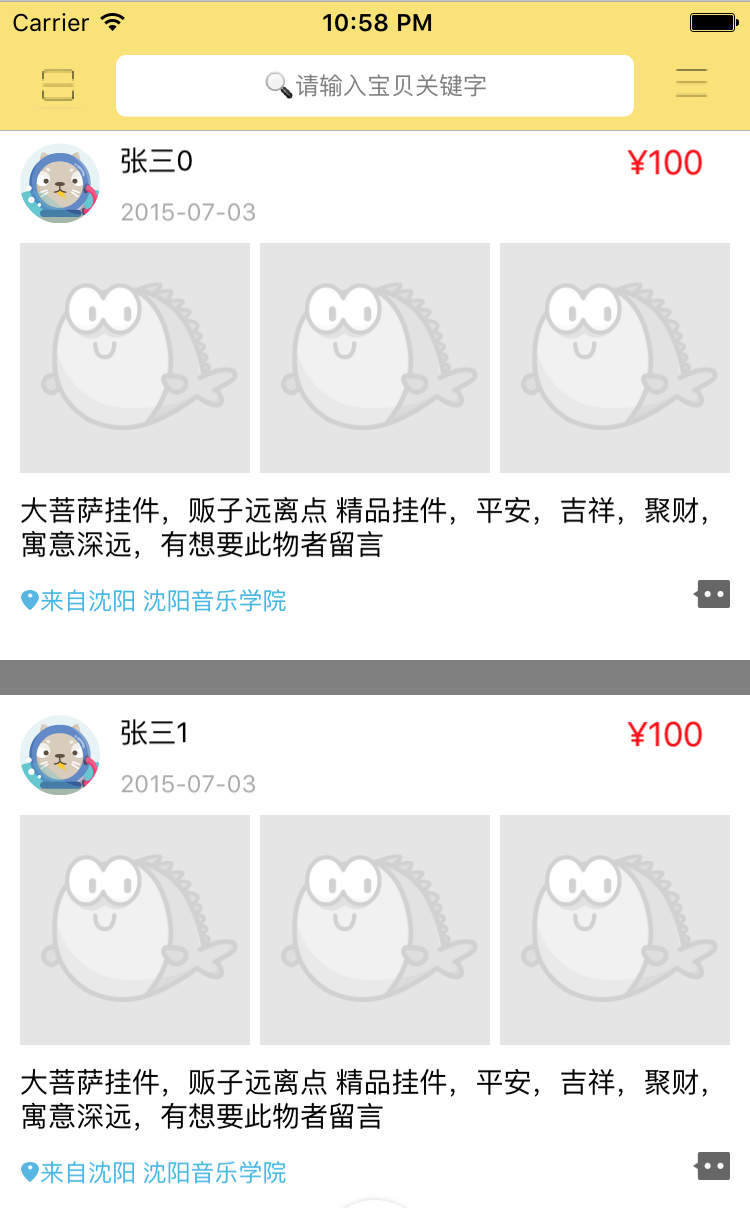 Carrier 10:58 PM
🔍请输入宝贝关键字
张三0 ¥100
2015-07-03
大菩萨挂件，贩子远离点 精品挂件，平安，吉祥，聚财，
寓意深远，有想要此物者留言
来自沈阳 沈阳音乐学院
张三1 ¥100
2015-07-03
大菩萨挂件，贩子远离点 精品挂件，平安，吉祥，聚财，
寓意深远，有想要此物者留言
来自沈阳 沈阳音乐学院